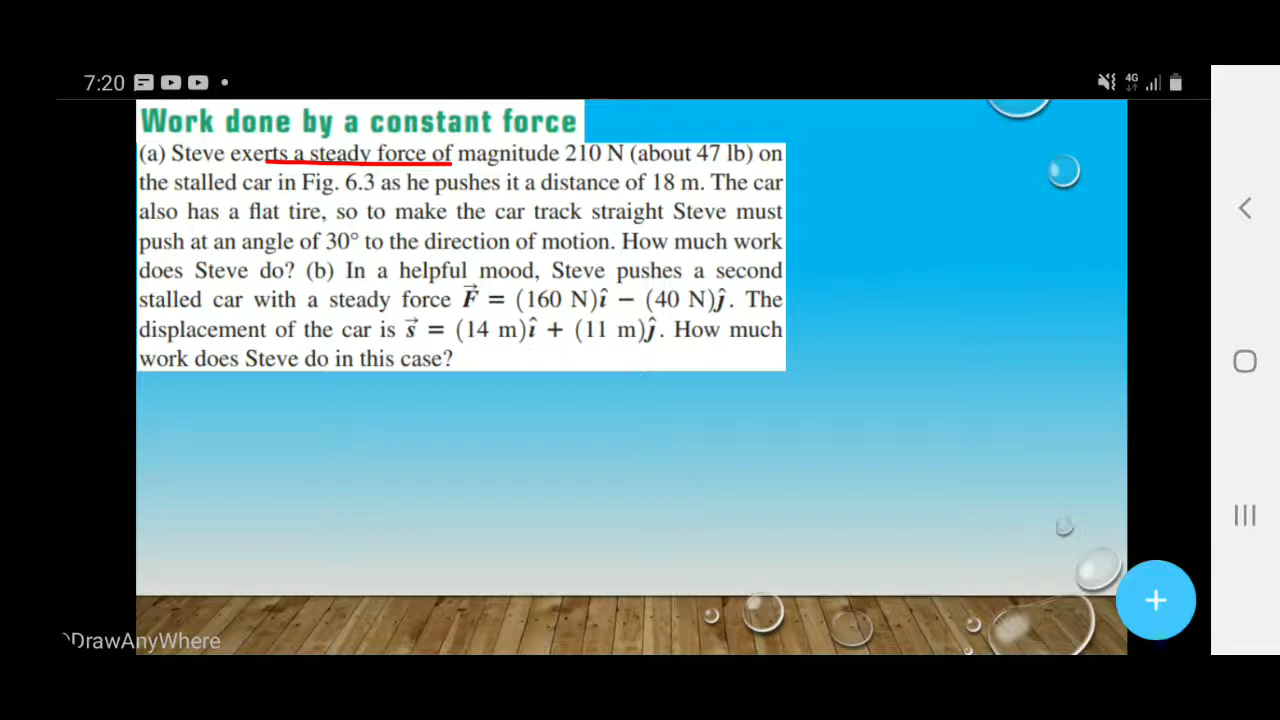 7:20
4G
Work done by a constant force
(a) Steve exerts a steady force of magnitude 210 N (about 47 lb) on
the stalled car in Fig. 6.3 as he pushes it a distance of 18 m. The car
also has a flat tire, so to make the car track straight Steve must
push at an angle of 30° to the direction of motion. How much work
does Steve do? (b) In a helpful mood, Steve pushes a second
stalled car with a steady force F⃗ = (160 N)î − (40 N)ĵ. The
displacement of the car is s⃗ = (14 m)î + (11 m)ĵ. How much
work does Steve do in this case?
DrawAnyWhere